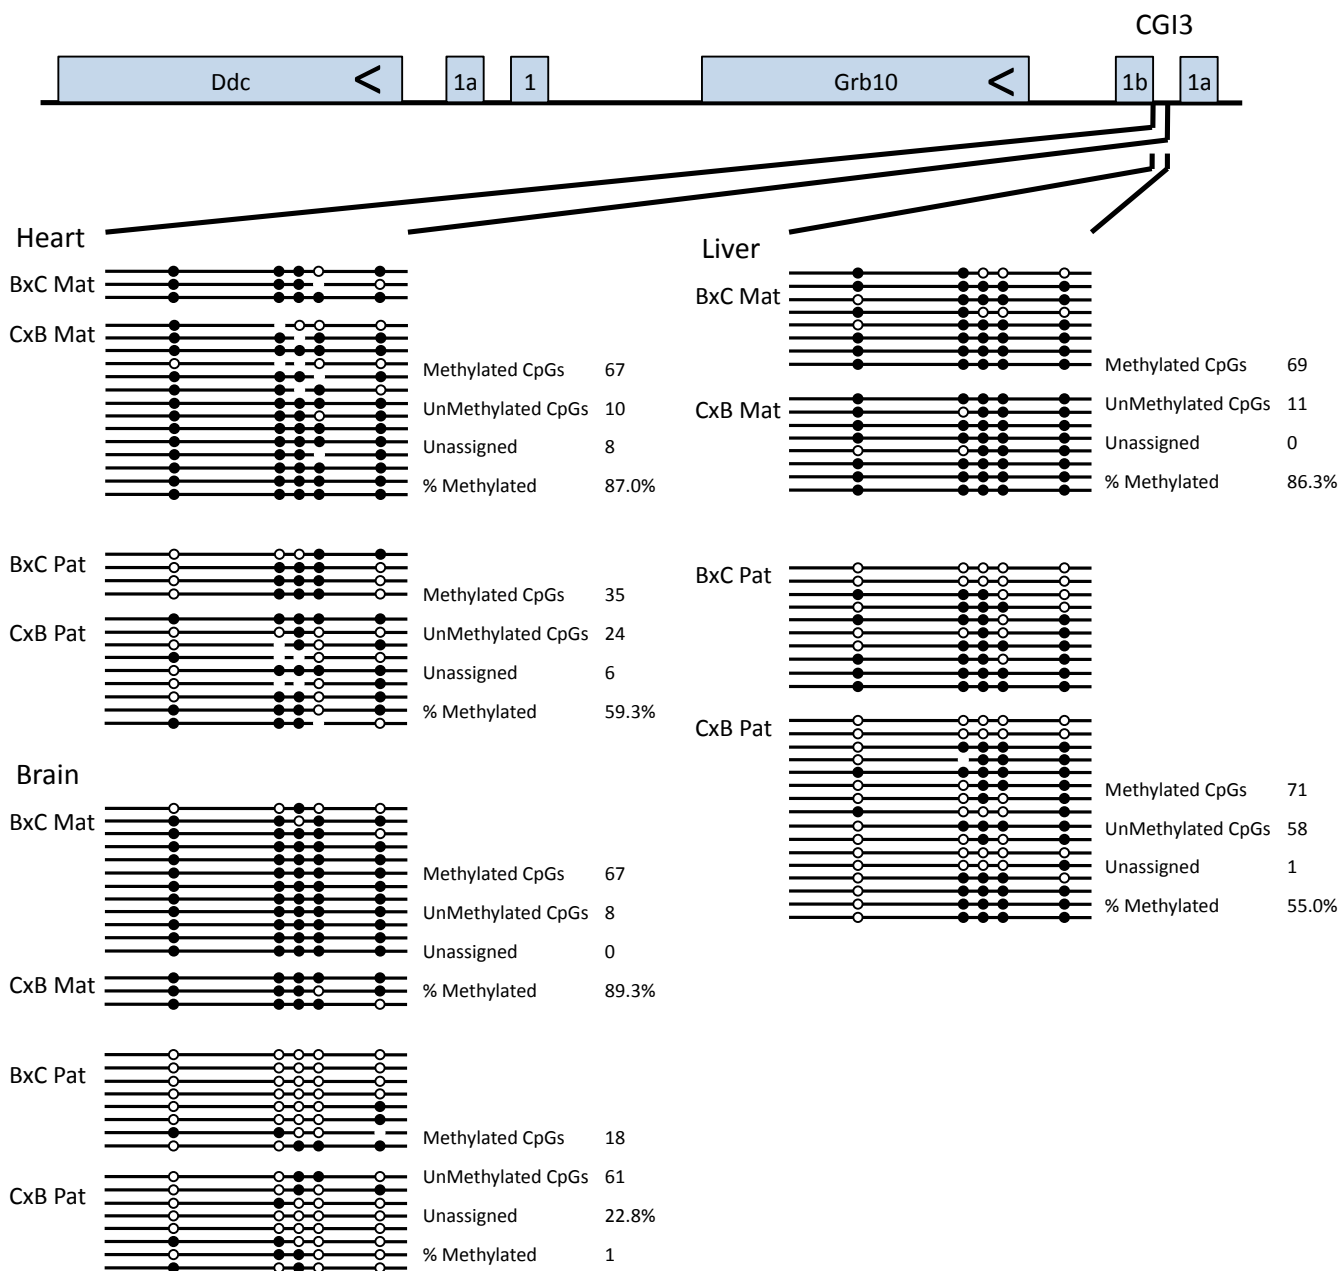 CGI3
Ddc < 1a 1 Grb10 < 1b 1a
Heart
BxC Mat
CxB Mat
Methylated CpGs 67
UnMethylated CpGs 10
Unassigned 8
% Methylated 87.0%
BxC Pat
Methylated CpGs 35
CxB Pat
UnMethylated CpGs 24
Unassigned 6
% Methylated 59.3%
Brain
BxC Mat
Methylated CpGs 67
UnMethylated CpGs 8
Unassigned 0
CxB Mat
% Methylated 89.3%
BxC Pat
Methylated CpGs 18
UnMethylated CpGs 61
CxB Pat
Unassigned 22.8%
% Methylated 1
Liver
BxC Mat
Methylated CpGs 69
CxB Mat
UnMethylated CpGs 11
Unassigned 0
% Methylated 86.3%
BxC Pat
CxB Pat
Methylated CpGs 71
UnMethylated CpGs 58
Unassigned 1
% Methylated 55.0%